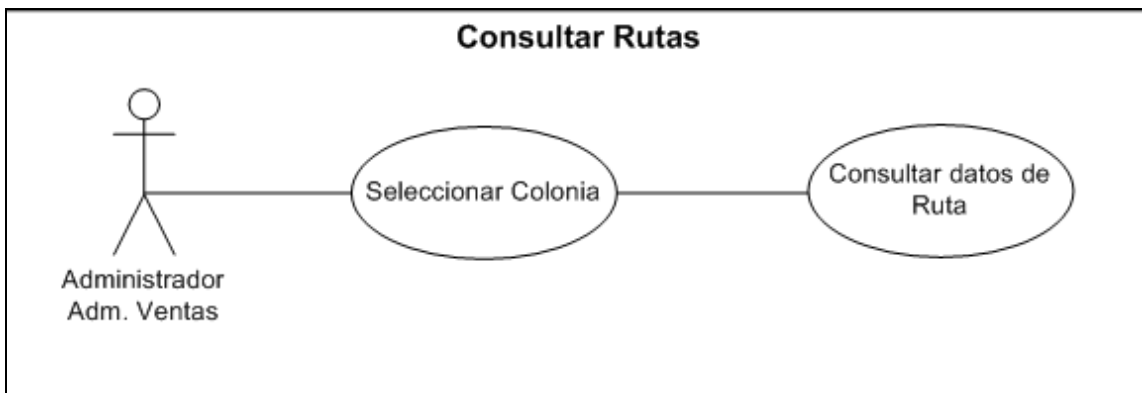 Consultar Rutas
Seleccionar Colonia
Consultar datos de
Ruta
Administrador
Adm. Ventas